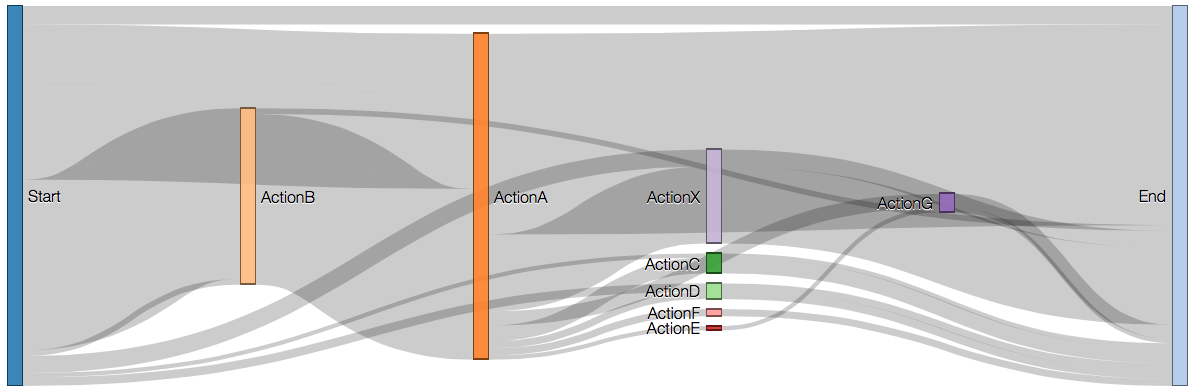 Start
ActionB
ActionA
ActionX
ActionG
End
ActionC
ActionD
ActionF
ActionE